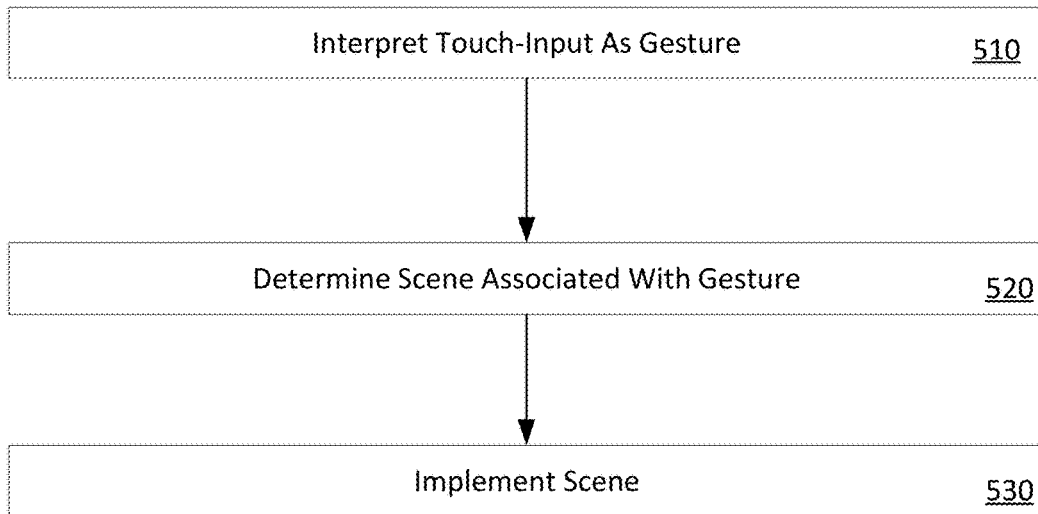 Interpret Touch-Input As Gesture
510
Determine Scene Associated With Gesture
520
Implement Scene
530